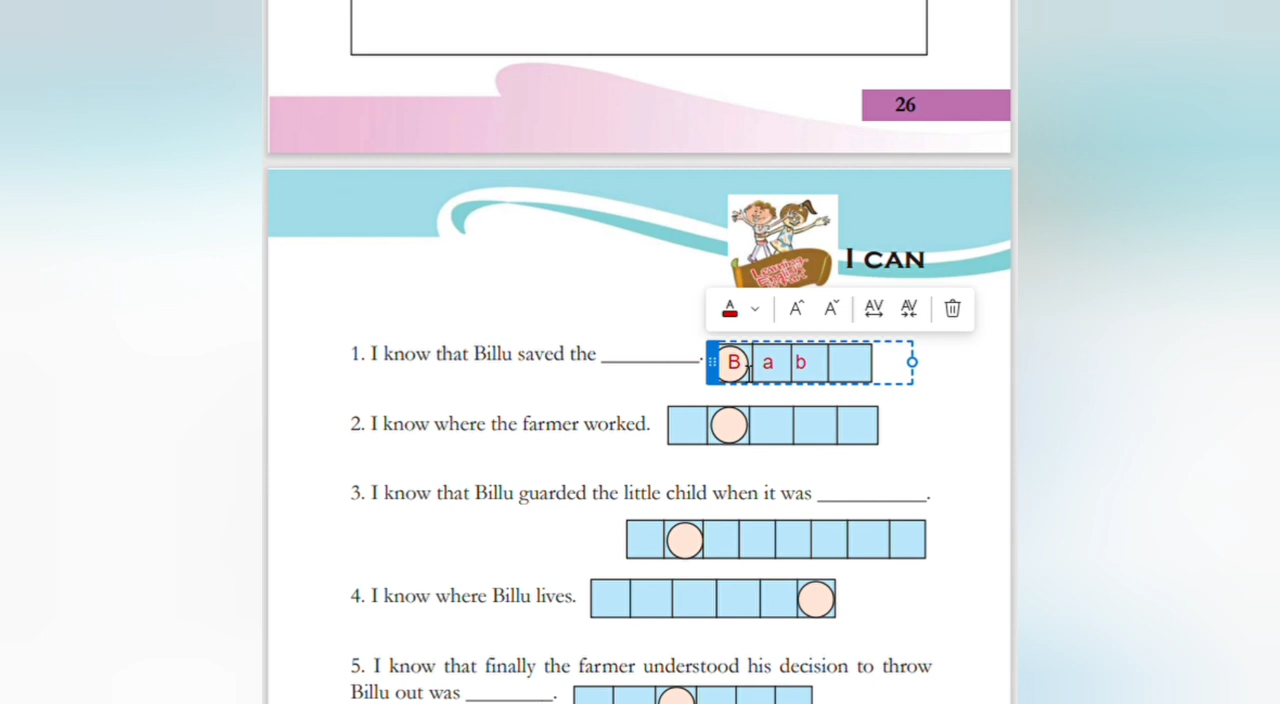 26
I CAN
Learning
English
1. I know that Billu saved the __________. B a b
2. I know where the farmer worked.
3. I know that Billu guarded the little child when it was ___________.
4. I know where Billu lives.
5. I know that finally the farmer understood his decision to throw
Billu out was _________.